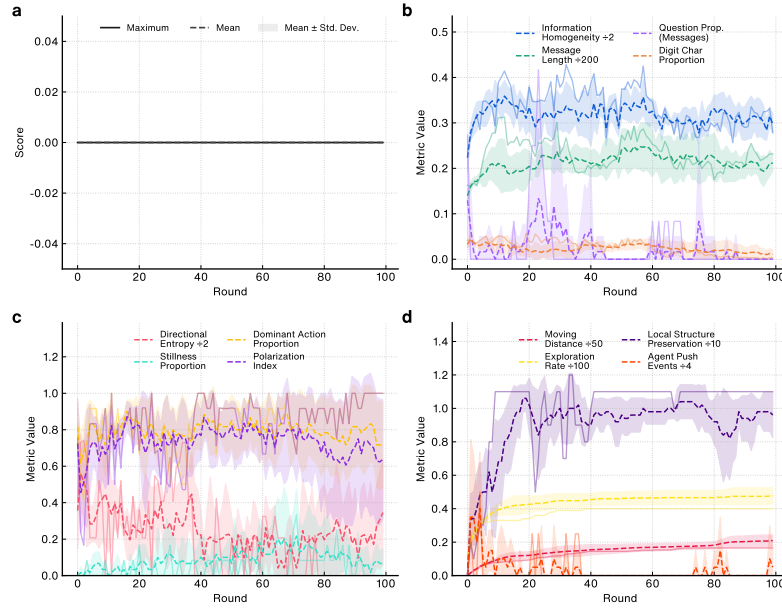 a
Maximum Mean Mean ± Std. Dev.
0.04
0.02
0.00
-0.02
-0.04
Score
0 20 40 60 80 100
Round
b
Information
Homogeneity ÷2
Message
Length ÷200
Question Prop.
(Messages)
Digit Char
Proportion
0.5
0.4
0.3
0.2
0.1
0.0
Metric Value
0 20 40 60 80 100
Round
c
Directional
Entropy ÷2
Stillness
Proportion
Dominant Action
Proportion
Polarization
Index
1.2
1.0
0.8
0.6
0.4
0.2
0.0
Metric Value
0 20 40 60 80 100
Round
d
Moving
Distance ÷50
Exploration
Rate ÷100
Local Structure
Preservation ÷10
Agent Push
Events ÷4
1.4
1.2
1.0
0.8
0.6
0.4
0.2
0.0
Metric Value
0 20 40 60 80 100
Round